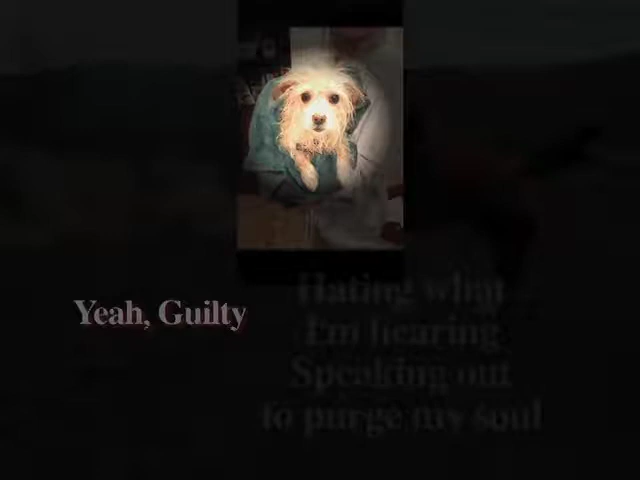 Yeah, Guilty
Hating what
I'm hearing
Speaking out
to purge my soul